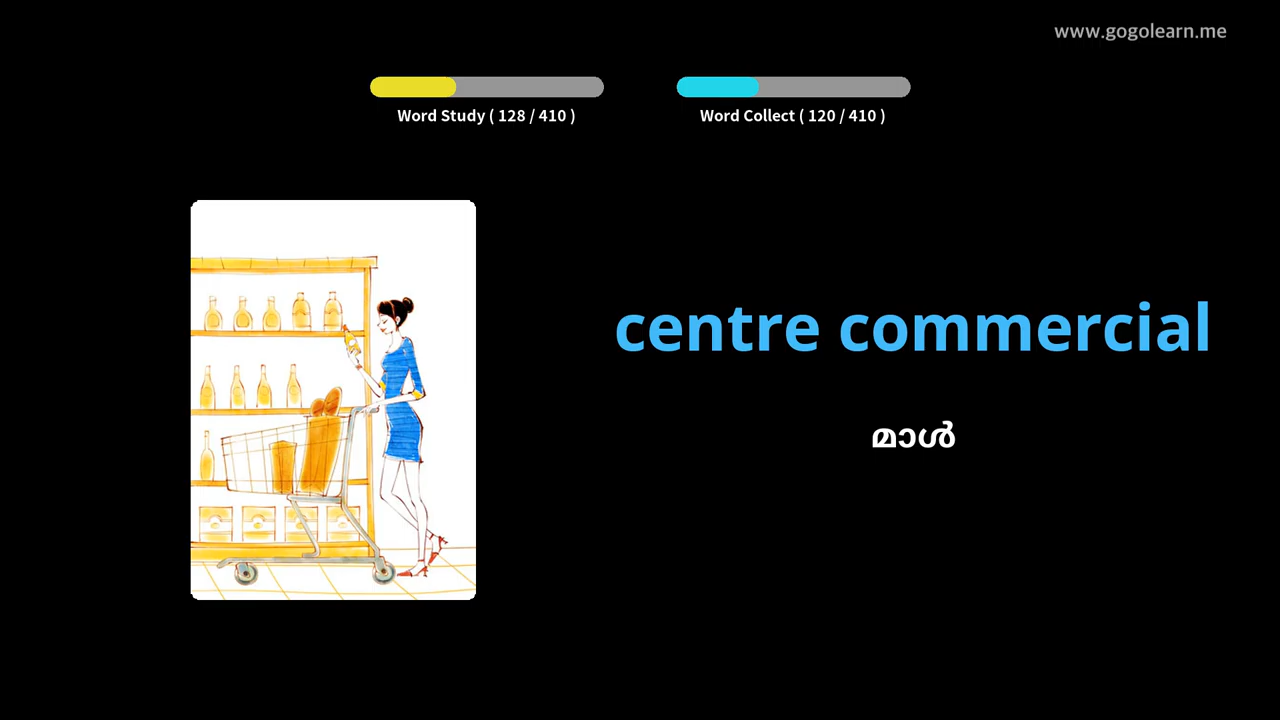 www.gogolearn.me
Word Study ( 128 / 410 )
Word Collect ( 120 / 410 )
centre commercial
മാൾ